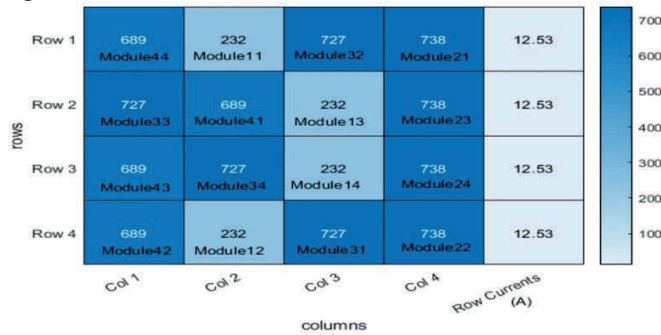 Row 1 689 232 727 738 12.53 700
Module44 Module11 Module32 Module21
600
Row 2 727 689 232 738 12.53
Module33 Module41 Module13 Module23 500
rows
400
Row 3 689 727 232 738 12.53
Module43 Module34 Module14 Module24 300
200
Row 4 689 232 727 738 12.53
Module42 Module12 Module31 Module22 100
Col 1 Col 2 Col 3 Col 4 Row Currents
(A)
columns